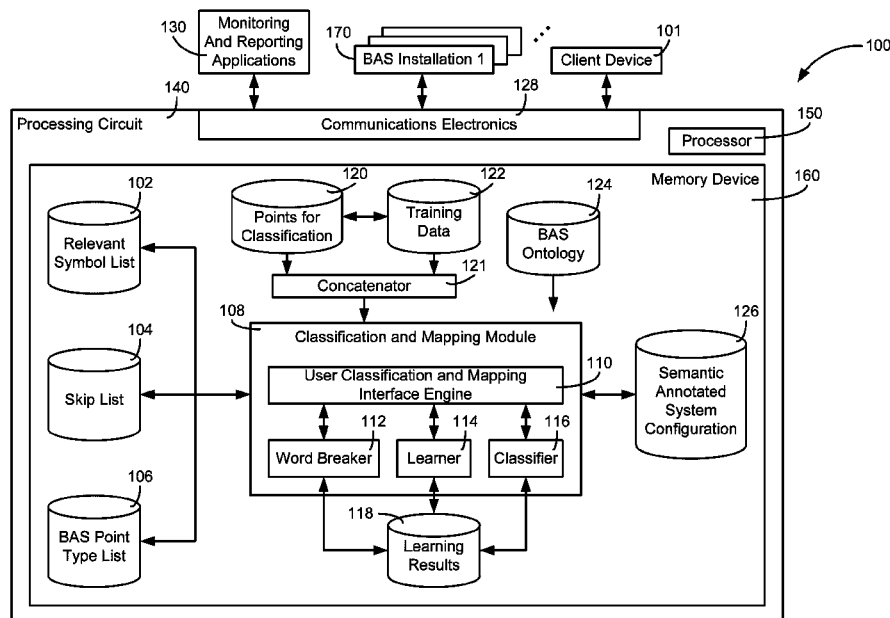 130
Monitoring
And Reporting
Applications
170
BAS Installation 1
101
Client Device
100
140
128
Processing Circuit
Communications Electronics
150
Processor
Memory Device
160
102
Relevant
Symbol List
120
Points for
Classification
122
Training
Data
124
BAS
Ontology
121
Concatenator
108
Classification and Mapping Module
104
Skip List
110
User Classification and Mapping
Interface Engine
126
Semantic
Annotated
System
Configuration
112
Word Breaker
114
Learner
116
Classifier
106
BAS Point
Type List
118
Learning
Results